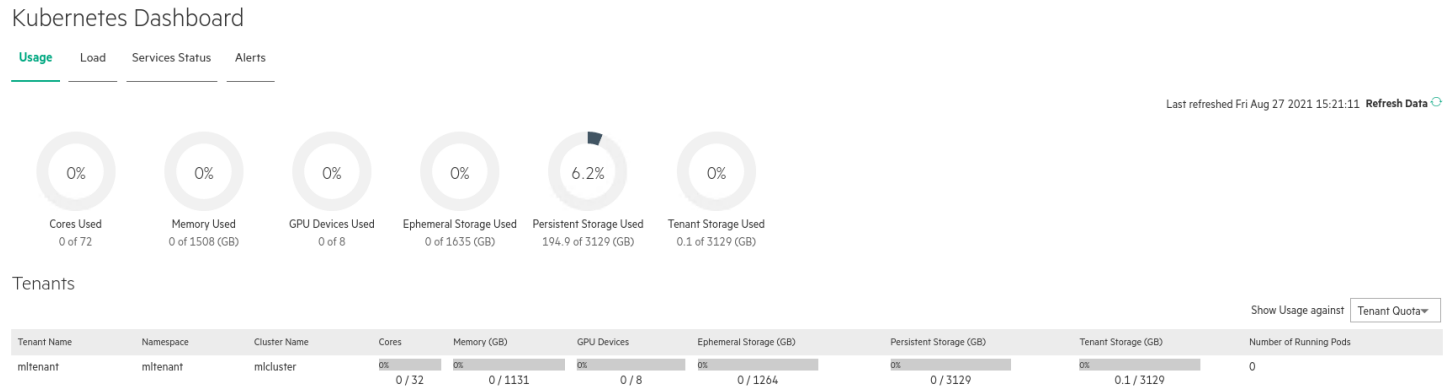 Kubernetes Dashboard
Usage Load Services Status Alerts
Last refreshed Fri Aug 27 2021 15:21:11 Refresh Data
0% 0% 0% 0% 6.2% 0%
Cores Used Memory Used GPU Devices Used Ephemeral Storage Used Persistent Storage Used Tenant Storage Used
0 of 72 0 of 1508 (GB) 0 of 8 0 of 1635 (GB) 194.9 of 3129 (GB) 0.1 of 3129 (GB)
Tenants
Show Usage against Tenant Quota
Tenant Name Namespace Cluster Name Cores Memory (GB) GPU Devices Ephemeral Storage (GB) Persistent Storage (GB) Tenant Storage (GB) Number of Running Pods
mltenant mltenant mlcluster 0% 0% 0% 0% 0% 0% 0
0 / 32 0 / 1131 0 / 8 0 / 1264 0 / 3129 0.1 / 3129